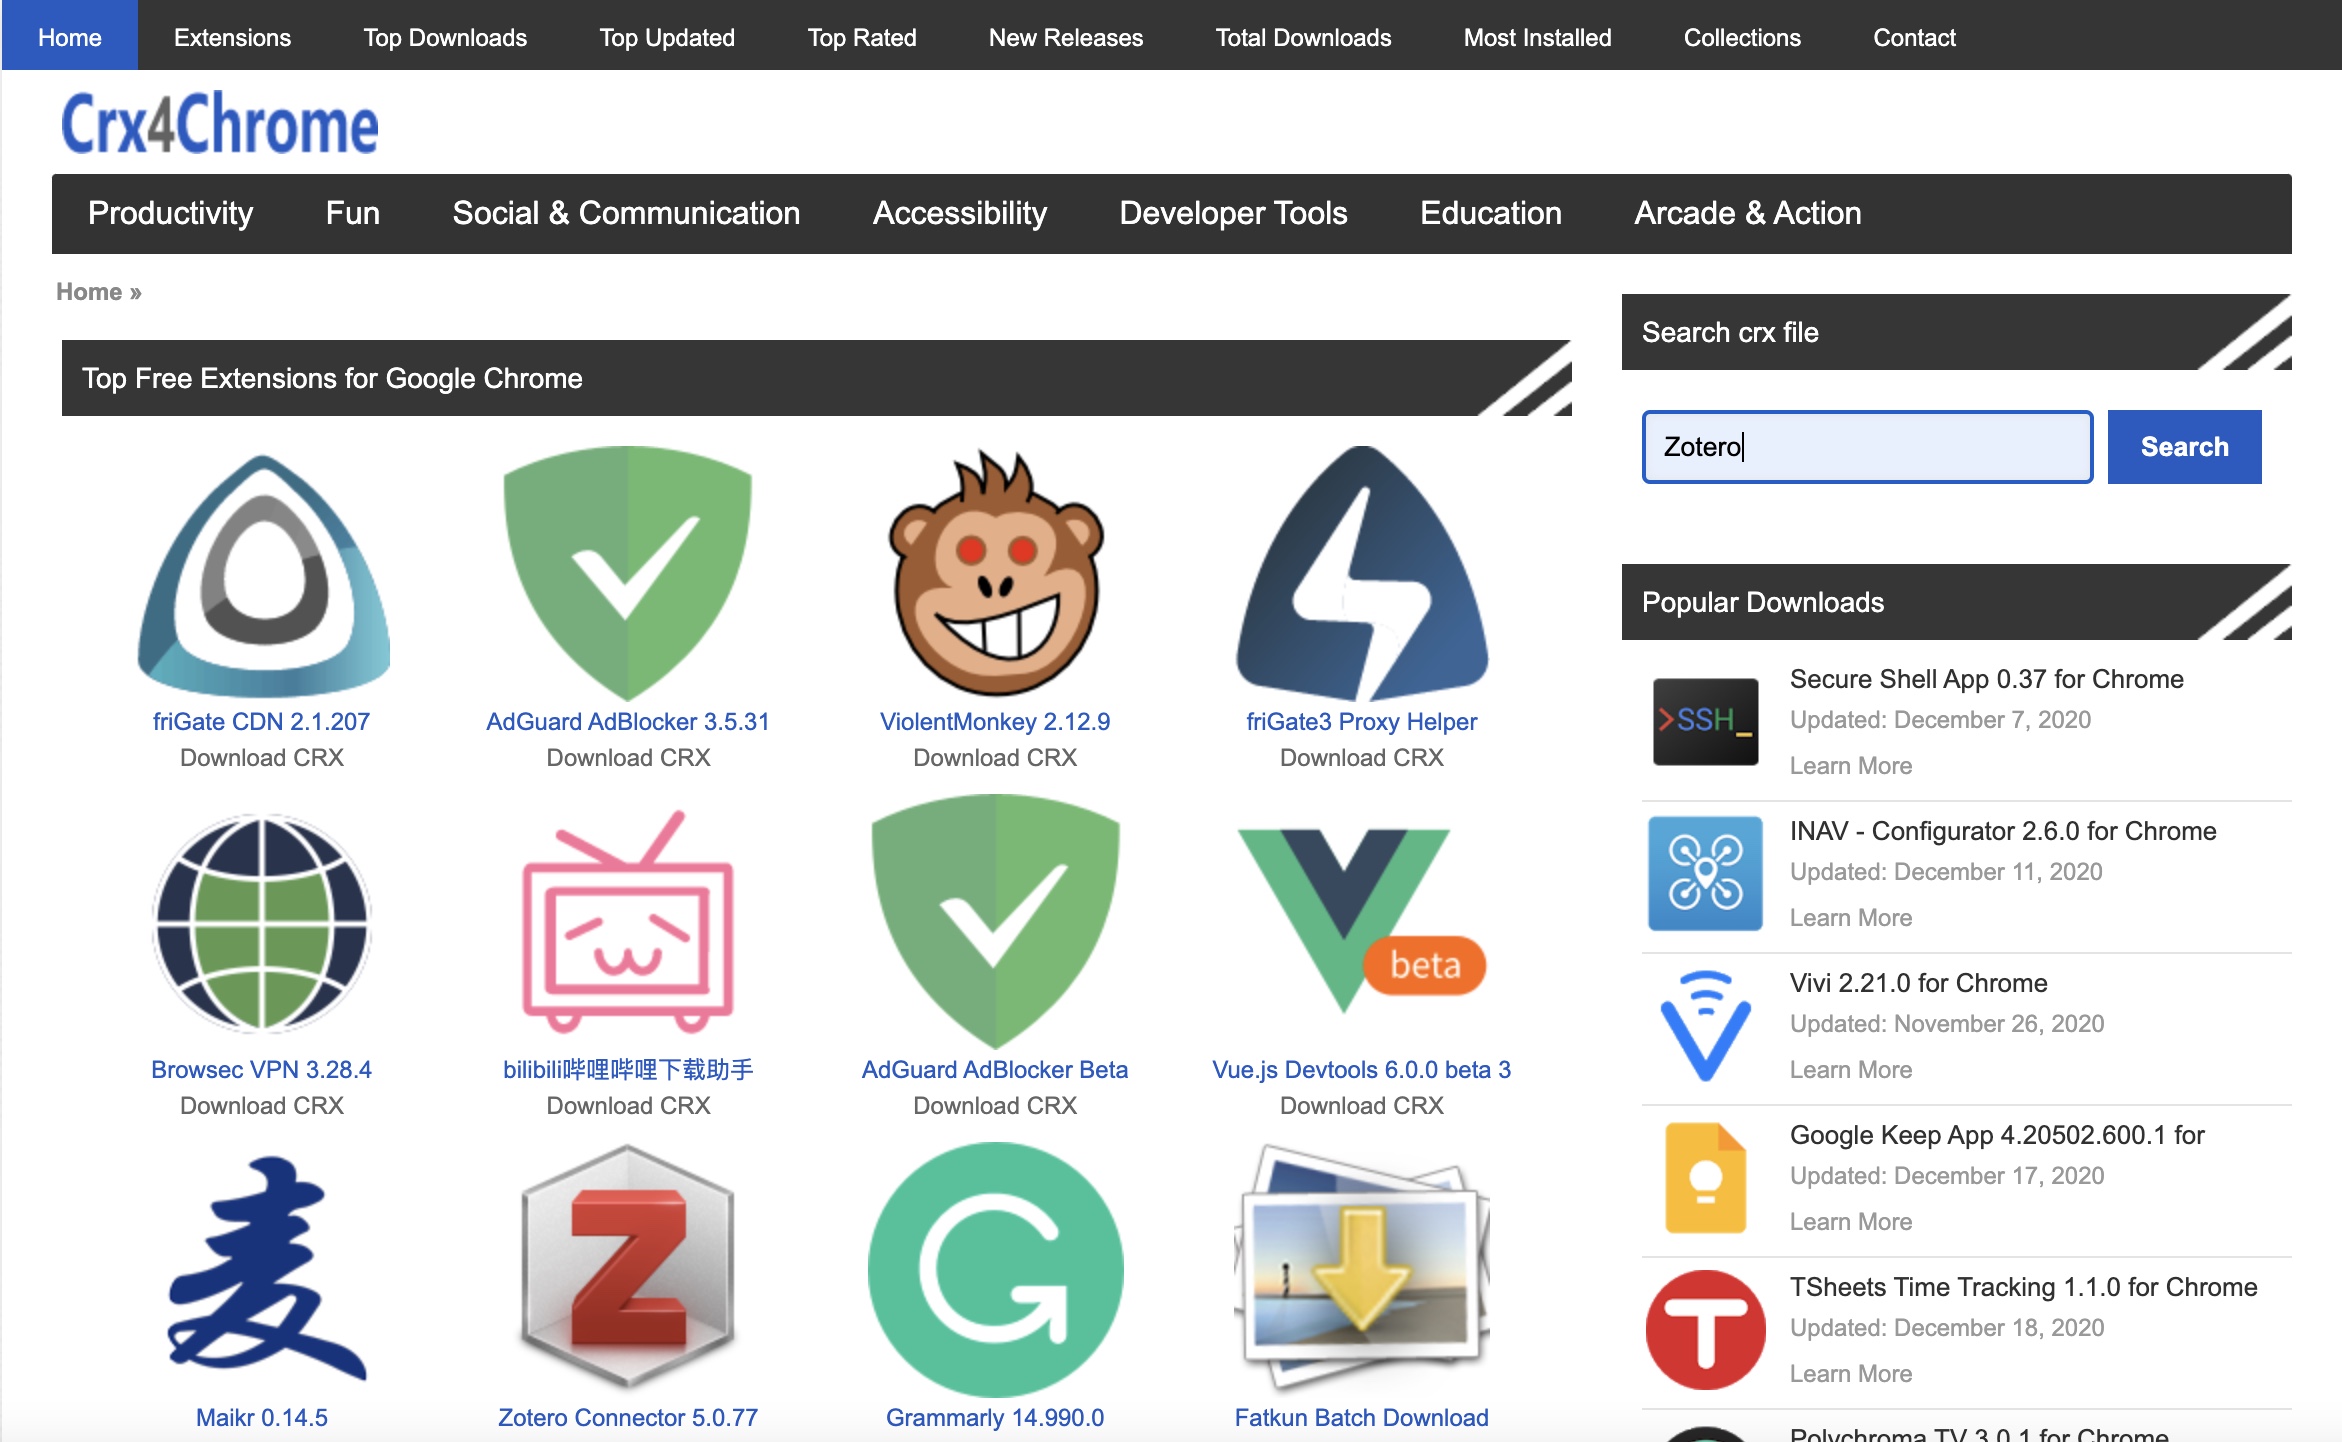 Home Extensions Top Downloads Top Updated Top Rated New Releases Total Downloads Most Installed Collections Contact
Crx4Chrome
Productivity Fun Social & Communication Accessibility Developer Tools Education Arcade & Action
Home »
Top Free Extensions for Google Chrome
friGate CDN 2.1.207
Download CRX
AdGuard AdBlocker 3.5.31
Download CRX
ViolentMonkey 2.12.9
Download CRX
friGate3 Proxy Helper
Download CRX
Browsec VPN 3.28.4
Download CRX
bilibili哔哩哔哩下载助手
Download CRX
AdGuard AdBlocker Beta
Download CRX
beta
Vue.js Devtools 6.0.0 beta 3
Download CRX
麦
Maikr 0.14.5
Z
Zotero Connector 5.0.77
G
Grammarly 14.990.0
Fatkun Batch Download
Search crx file
Zotero
Search
Popular Downloads
>SSH_
Secure Shell App 0.37 for Chrome
Updated: December 7, 2020
Learn More
INAV - Configurator 2.6.0 for Chrome
Updated: December 11, 2020
Learn More
Vivi 2.21.0 for Chrome
Updated: November 26, 2020
Learn More
Google Keep App 4.20502.600.1 for
Updated: December 17, 2020
Learn More
T
TSheets Time Tracking 1.1.0 for Chrome
Updated: December 18, 2020
Learn More
Polychroma TV 3.0.1 for Chrome